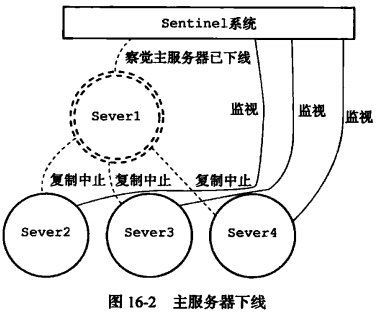 Sentinel系统
察觉主服务器已下线
Sever1
监视
监视
监视
复制中止
复制中止
复制中止
Sever2
Sever3
Sever4
图 16-2 主服务器下线